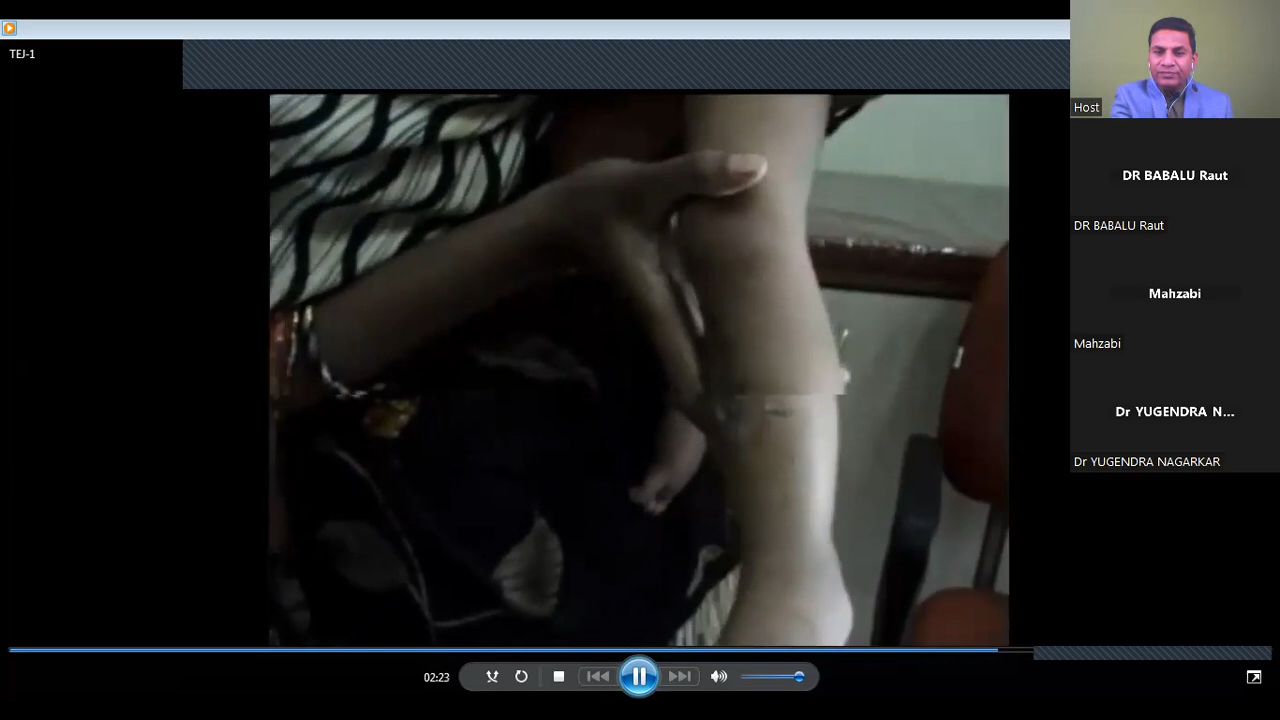 TEJ-1
Host
DR BABALU Raut
DR BABALU Raut
Mahzabi
Mahzabi
Dr YUGENDRA N...
Dr YUGENDRA NAGARKAR
02:23